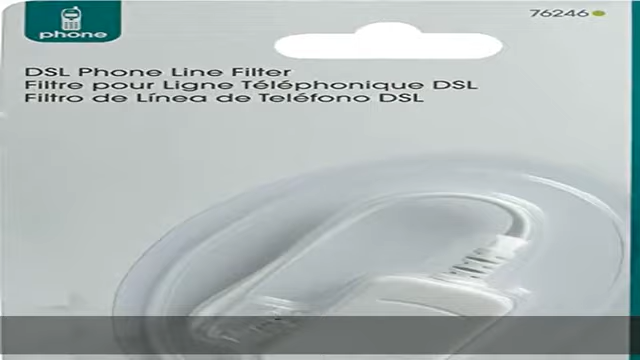 phone
76246
DSL Phone Line Filter
Filtre pour Ligne Téléphonique DSL
Filtro de Línea de Teléfono DSL